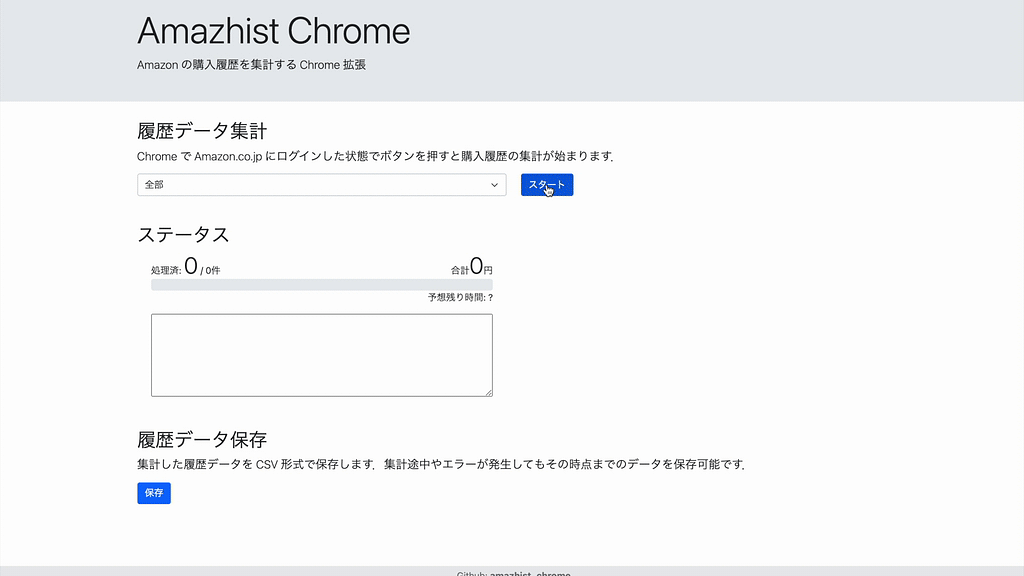 Amazhist Chrome
Amazon の購入履歴を集計する Chrome 拡張
履歴データ集計
Chrome で Amazon.co.jp にログインした状態でボタンを押すと購入履歴の集計が始まります．
全部
スタート
ステータス
処理済: 0 / 0件 合計0円
予想残り時間: ?
履歴データ保存
集計した履歴データを CSV 形式で保存します． 集計途中やエラーが発生してもその時点までのデータを保存可能です．
保存
Github: amazhist_chrome